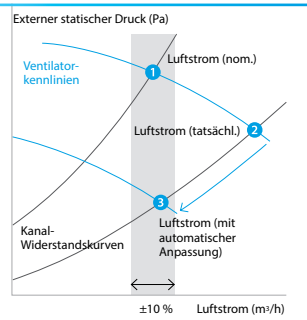 Externer statischer Druck (Pa)
Ventilator-
kennlinien
1
Luftstrom (nom.)
Luftstrom (tatsächl.)
2
3
Kanal-
Widerstandskurven
Luftstrom (mit
automatischer
Anpassung)
±10 %
Luftstrom (m³/h)